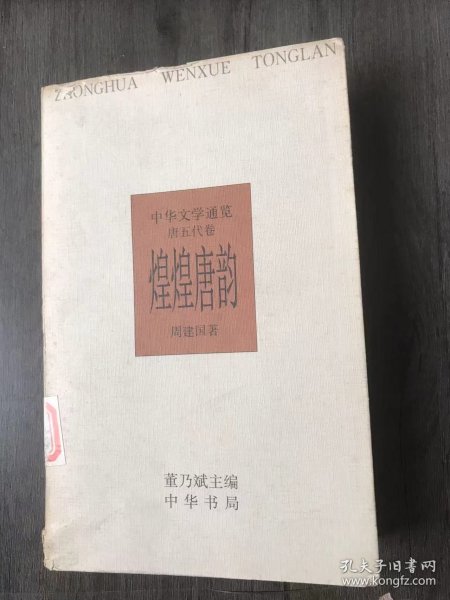 ZHONGHUA WENXUE TONGLAN
中华文学通览
唐五代卷
煌煌唐韵
周建国著
董乃斌主编
中华书局
孔夫子旧书网
www.kongfz.com